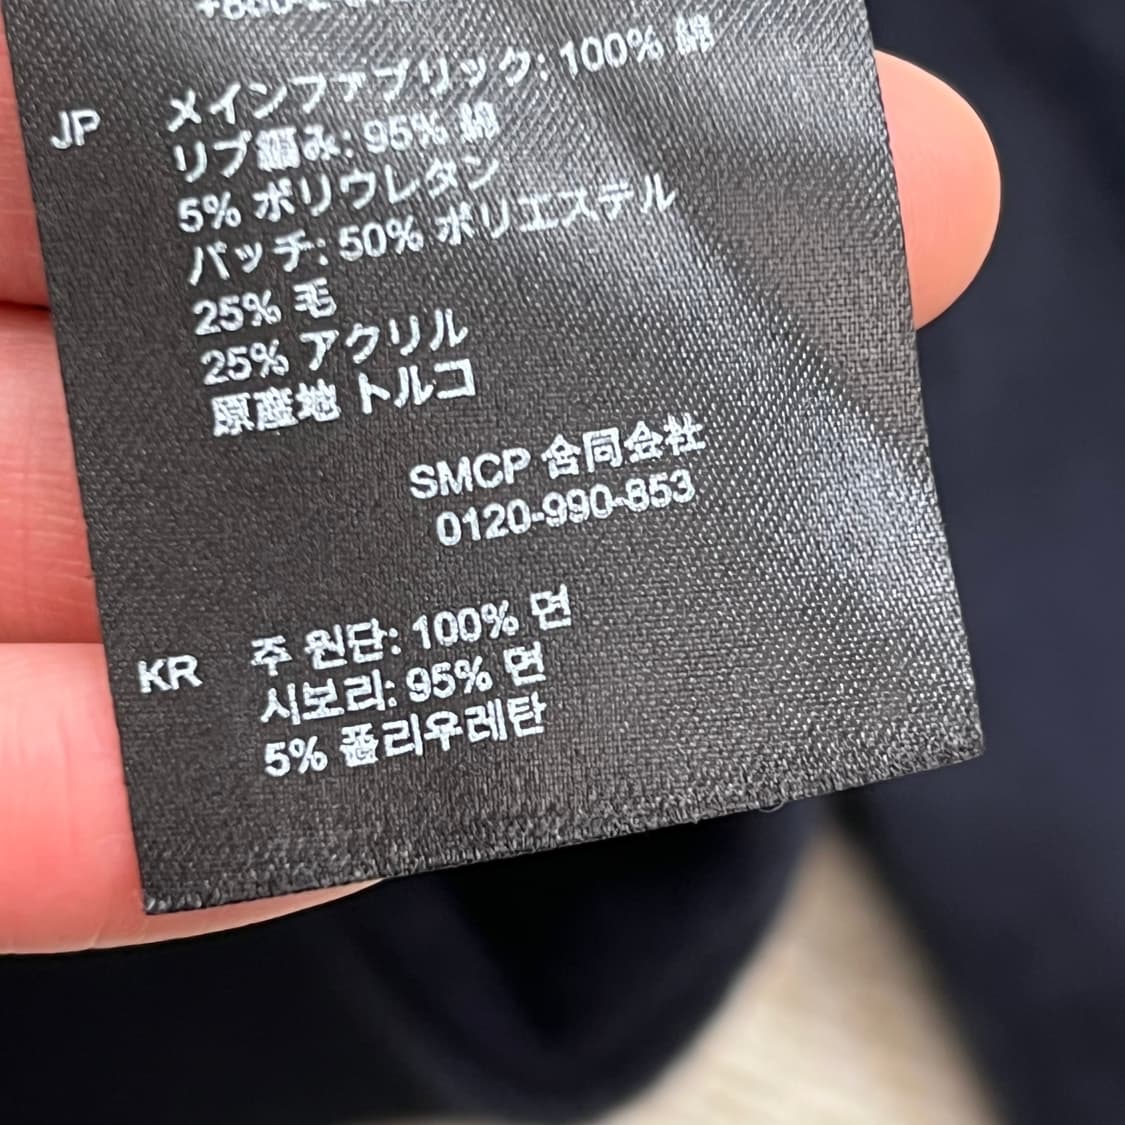 JP メインファブリック: 100% 綿
リブ編み: 95% 綿
5% ポリウレタン
パッチ: 50% ポリエステル
25% 毛
25% アクリル
原産地 トルコ
SMCP 合同会社
0120-990-853
KR 주 원단: 100% 면
시보리: 95% 면
5% 폴리우레탄